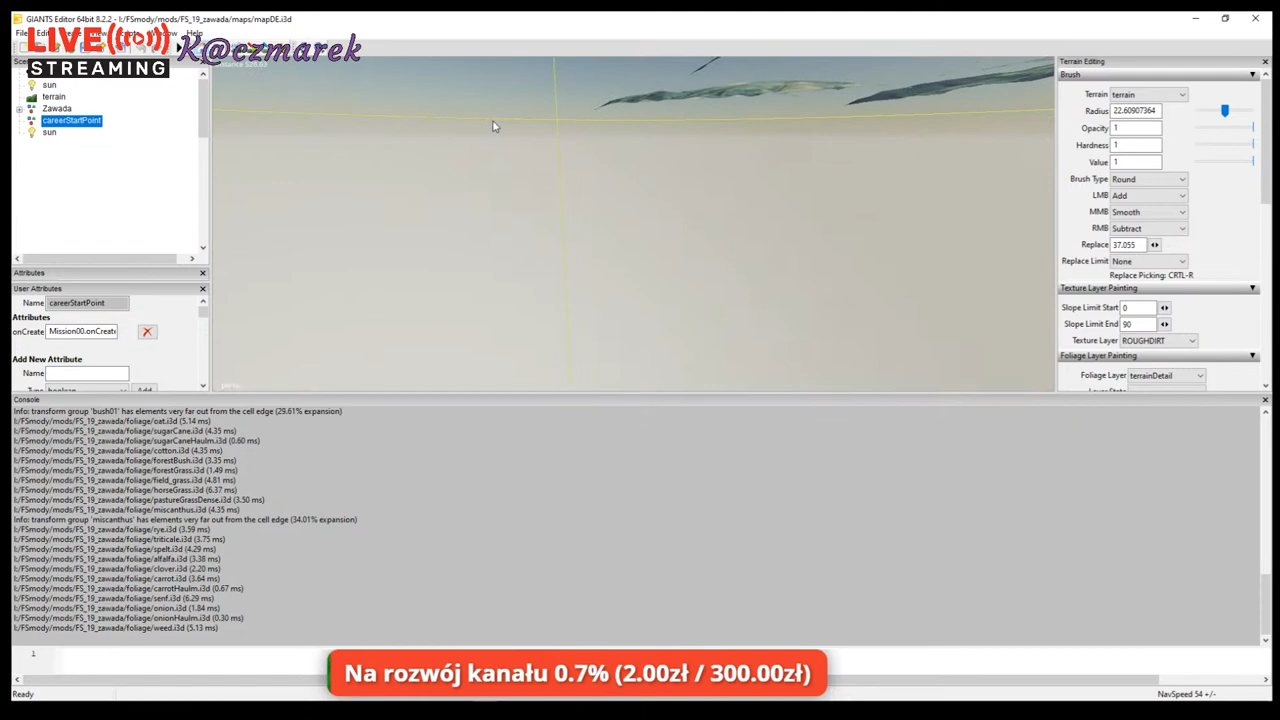 GIANTS Editor 64bit 8.2.2 - I:/FSmody/mods/FS_19_zawada/maps/mapDE.i3d
LIVE
STREAMING
K@czmarek
sun
terrain
Zawada
careerStartPoint
sun
Attributes
User Attributes
Name careerStartPoint
Attributes
onCreate Mission00.onCreate
Add New Attribute
Name
Type boolean Add
Terrain Editing
Brush
Terrain terrain
Radius 22.60907364
Opacity 1
Hardness 1
Value 1
Brush Type Round
LMB Add
MMB Smooth
RMB Subtract
Replace 37.055
Replace Limit None
Replace Picking: CRTL-R
Texture Layer Painting
Slope Limit Start 0
Slope Limit End 90
Texture Layer ROUGHDIRT
Foliage Layer Painting
Foliage Layer terrainDetail
Console
Info: transform group 'bush01' has elements very far out from the cell edge (29.61% expansion)
I:/FSmody/mods/FS_19_zawada/foliage/oat.i3d (5.14 ms)
I:/FSmody/mods/FS_19_zawada/foliage/sugarCane.i3d (4.35 ms)
I:/FSmody/mods/FS_19_zawada/foliage/sugarCaneHaulm.i3d (0.60 ms)
I:/FSmody/mods/FS_19_zawada/foliage/cotton.i3d (4.35 ms)
I:/FSmody/mods/FS_19_zawada/foliage/forestBush.i3d (3.35 ms)
I:/FSmody/mods/FS_19_zawada/foliage/forestGrass.i3d (1.49 ms)
I:/FSmody/mods/FS_19_zawada/foliage/field_grass.i3d (4.81 ms)
I:/FSmody/mods/FS_19_zawada/foliage/horseGrass.i3d (6.37 ms)
I:/FSmody/mods/FS_19_zawada/foliage/pastureGrassDense.i3d (3.50 ms)
I:/FSmody/mods/FS_19_zawada/foliage/miscanthus.i3d (4.35 ms)
Info: transform group 'miscanthus' has elements very far out from the cell edge (34.01% expansion)
I:/FSmody/mods/FS_19_zawada/foliage/rye.i3d (3.59 ms)
I:/FSmody/mods/FS_19_zawada/foliage/triticale.i3d (3.75 ms)
I:/FSmody/mods/FS_19_zawada/foliage/spelt.i3d (4.29 ms)
I:/FSmody/mods/FS_19_zawada/foliage/alfalfa.i3d (3.38 ms)
I:/FSmody/mods/FS_19_zawada/foliage/clover.i3d (2.20 ms)
I:/FSmody/mods/FS_19_zawada/foliage/carrot.i3d (3.64 ms)
I:/FSmody/mods/FS_19_zawada/foliage/carrotHaulm.i3d (0.67 ms)
I:/FSmody/mods/FS_19_zawada/foliage/senf.i3d (6.29 ms)
I:/FSmody/mods/FS_19_zawada/foliage/onion.i3d (1.84 ms)
I:/FSmody/mods/FS_19_zawada/foliage/onionHaulm.i3d (0.30 ms)
I:/FSmody/mods/FS_19_zawada/foliage/weed.i3d (5.13 ms)
1
Na rozwój kanału 0.7% (2.00zł / 300.00zł)
Ready
NavSpeed 54 +/-